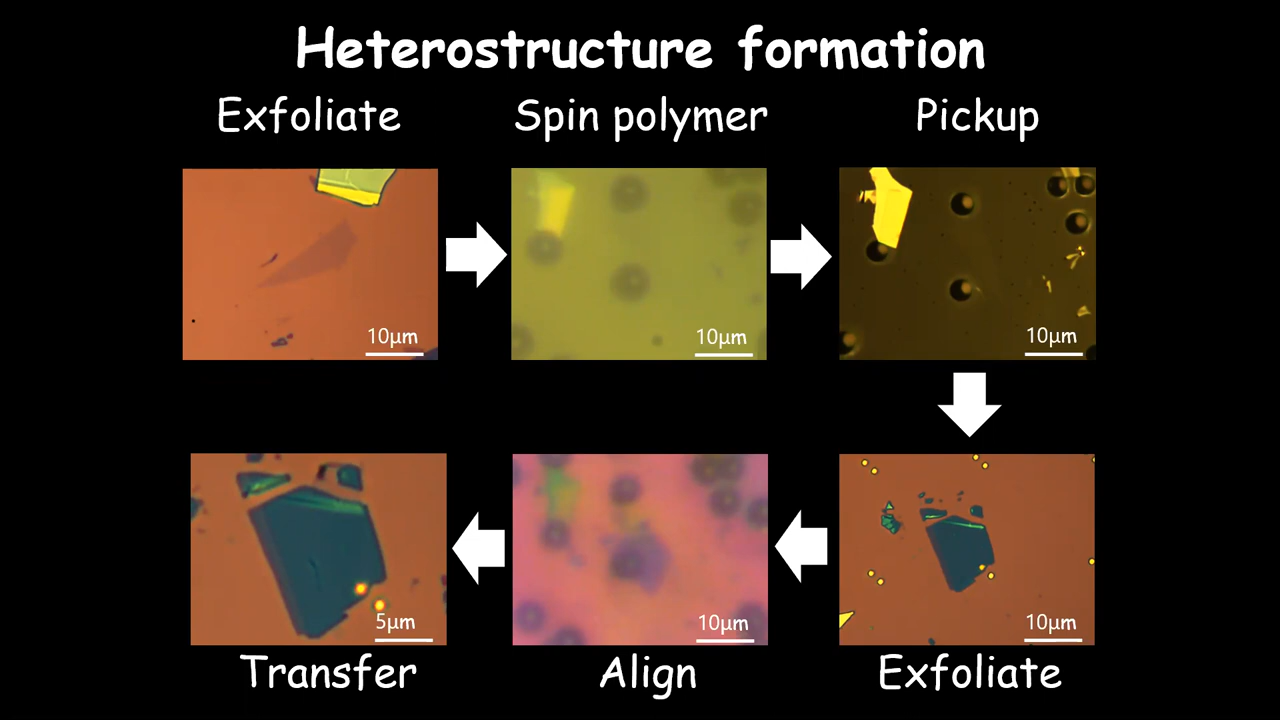 Heterostructure formation
Exfoliate
Spin polymer
Pickup
10μm
10μm
10μm
5μm
10μm
10μm
Transfer
Align
Exfoliate